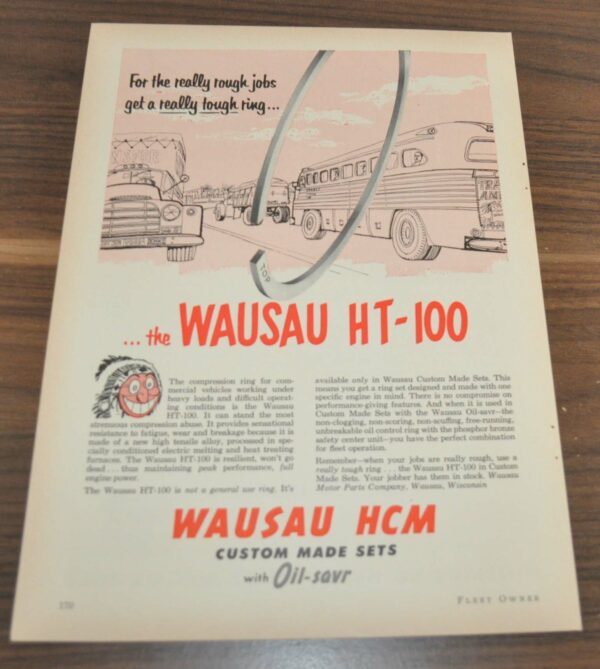 For the really rough jobs
get a really tough ring...
TOP
...the WAUSAU HT-100
The compression ring for com-
mercial vehicles working under
heavy loads and difficult operat-
ing conditions is the Wausau
HT-100. It can stand the most
strenuous compression abuse. It provides sensational
resistance to fatigue, wear and breakage because it is
made of a new high tensile alloy, processed in spe-
cially conditioned electric melting and heat treating
furnaces. The Wausau HT-100 is resilient, won't go
dead . . . thus maintaining peak performance, full
engine power.
The Wausau HT-100 is not a general use ring. It's
available only in Wausau Custom Made Sets. This
means you get a ring set designed and made with one
specific engine in mind. There is no compromise on
performance-giving features. And when it is used in
Custom Made Sets with the Wausau Oil-savr—the
non-clogging, non-scoring, non-scuffing, free-running,
unbreakable oil control ring with the phosphor bronze
safety center unit—you have the perfect combination
for fleet operation.
Remember—when your jobs are really rough, use a
really tough ring . . . the Wausau HT-100 in Custom
Made Sets. Your jobber has them in stock. Wausau
Motor Parts Company, Wausau, Wisconsin
WAUSAU HCM
CUSTOM MADE SETS
with Oil-savr
170
FLEET OWNER